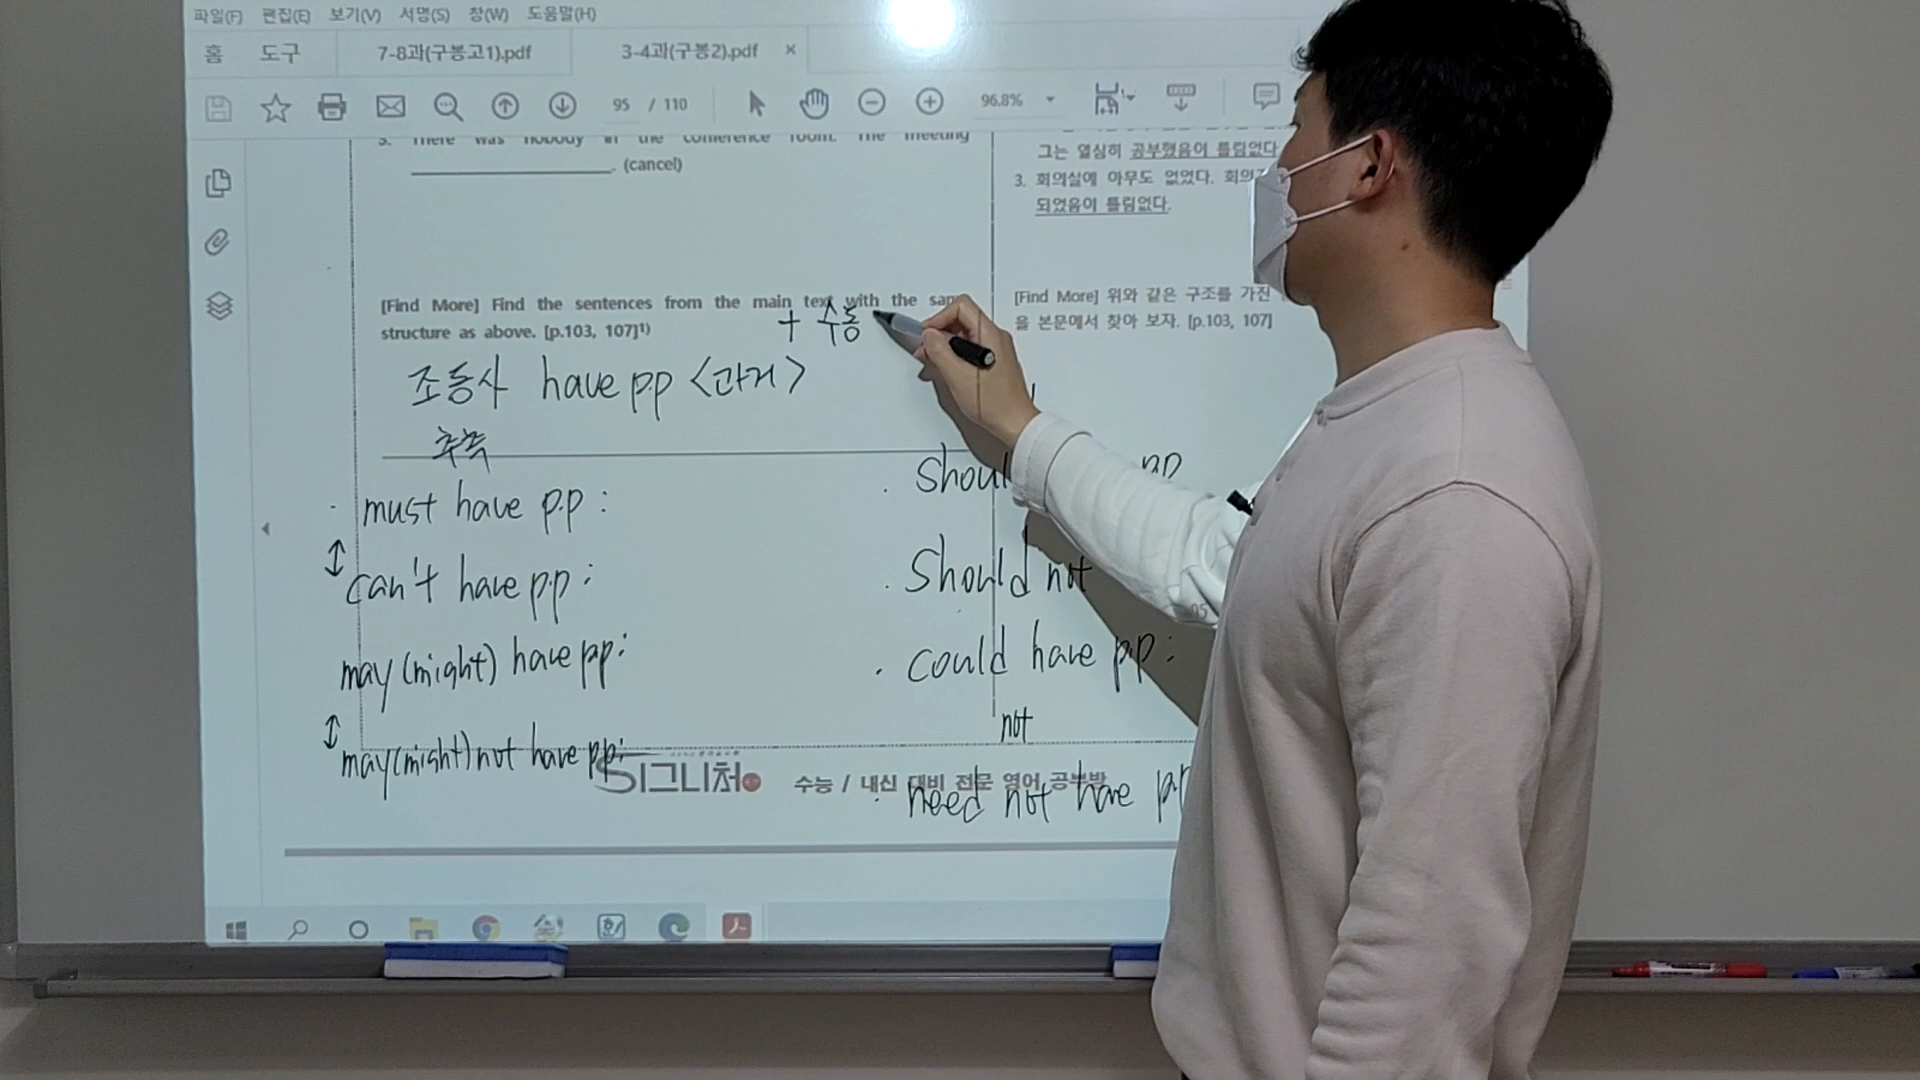 파일(F) 편집(E) 보기(V) 서명(S) 창(W) 도움말(H)
홈 도구 7-8과(구봉고1).pdf 3-4과(구봉2).pdf ×
95 / 110 96.8%
3. There was nobody in the conference room. The meeting
. (cancel)
그는 열심히 공부했음이 틀림없다
3. 회의실에 아무도 없었다.
되었음이 틀림없다.
[Find More] Find the sentences from the main text with the
structure as above. [p.103, 107]¹⁾
[Find More] 위와 같은 구조를 가진
을 본문에서 찾아 보자. [p.103, 107]
+ 수동
조동사 have p.p <과거>
추측
· must have p.p :
↕ can't have p.p :
may (might) have p.p :
↕ may (might) not have p.p :
· should p.p
· should not
· could have p.p :
not
· need not have
시그니처 수능 / 내신 대비 전문 영어 공부방
95